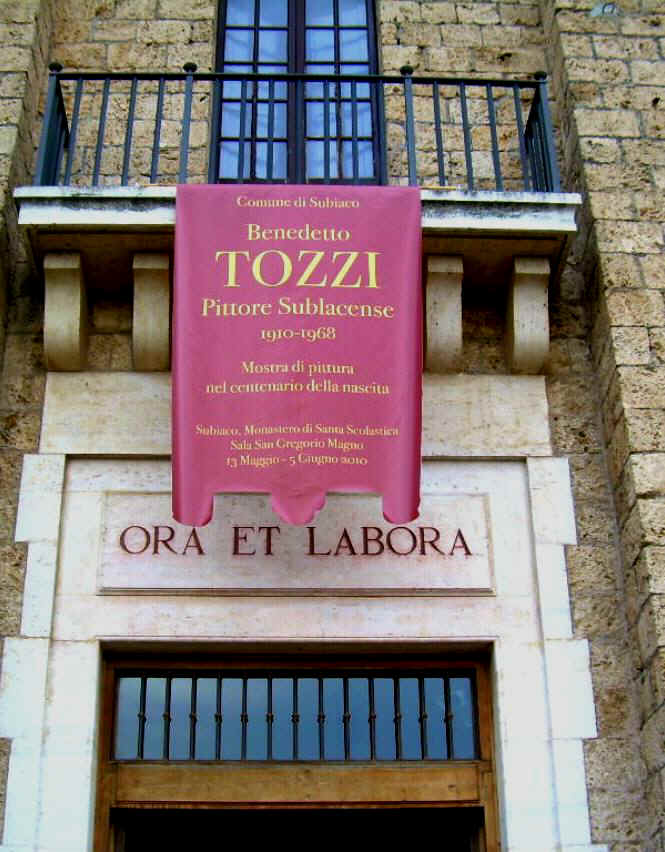 Comune di Subiaco
Benedetto
TOZZI
Pittore Sublacense
1910-1968
Mostra di pittura
nel centenario della nascita
Subiaco, Monastero di Santa Scolastica
Sala San Gregorio Magno
13 Maggio - 5 Giugno 2010
ORA ET LABORA